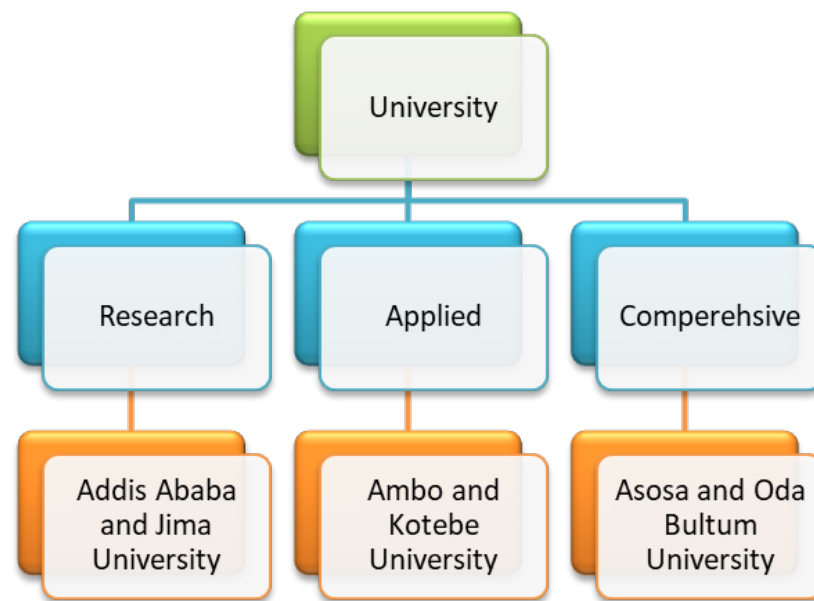 University
Research
Applied
Comperehsive
Addis Ababa
and Jima
University
Ambo and
Kotebe
University
Asosa and Oda
Bultum
University